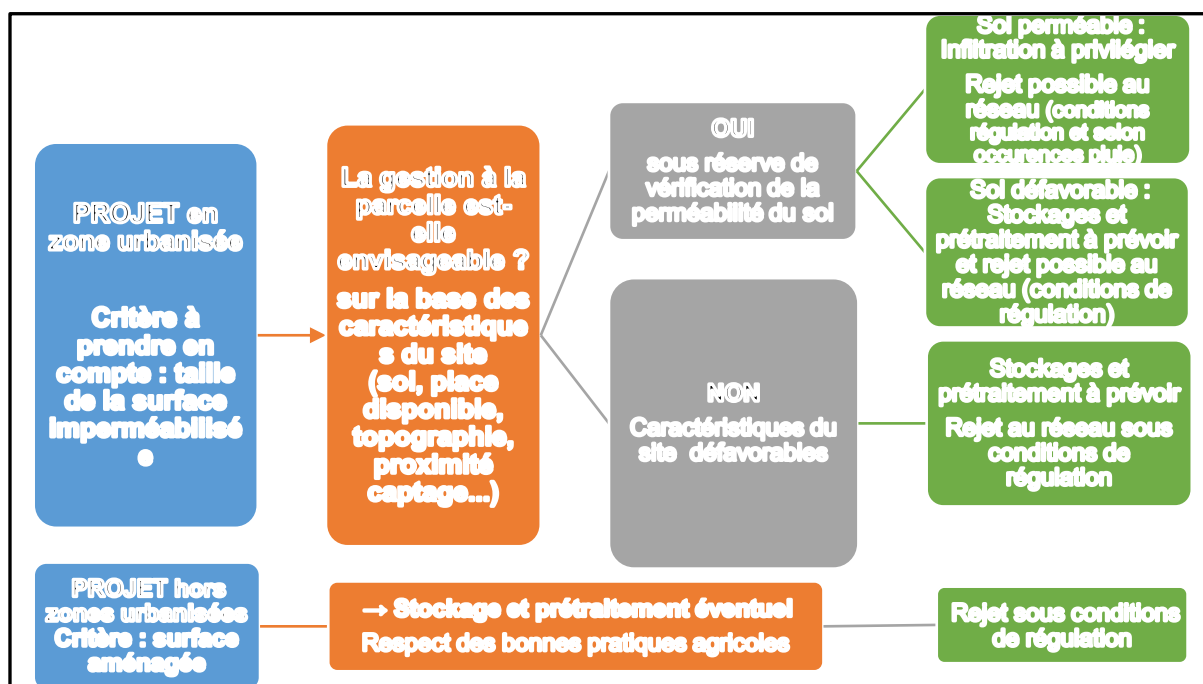 PROJET en
zone urbanisée
Critère à
prendre en
compte : taille
de la surface
imperméabilisé
e
La gestion à la
parcelle est-
elle
envisageable ?
sur la base des
caractéristique
s du site
(sol, place
disponible,
topographie,
proximité
captage...)
OUI
sous réserve de
vérification de la
perméabilité du sol
NON
Caractéristiques du
site défavorables
Sol perméable :
infiltration à privilégier
Rejet possible au
réseau (conditions
régulation et selon
occurences pluie)
Sol défavorable :
Stockages et
prétraitement à prévoir
et rejet possible au
réseau (conditions de
régulation)
Stockages et
prétraitement à prévoir
Rejet au réseau sous
conditions de
régulation
PROJET hors
zones urbanisées
Critère : surface
aménagée
→ Stockage et prétraitement éventuel
Respect des bonnes pratiques agricoles
Rejet sous conditions
de régulation